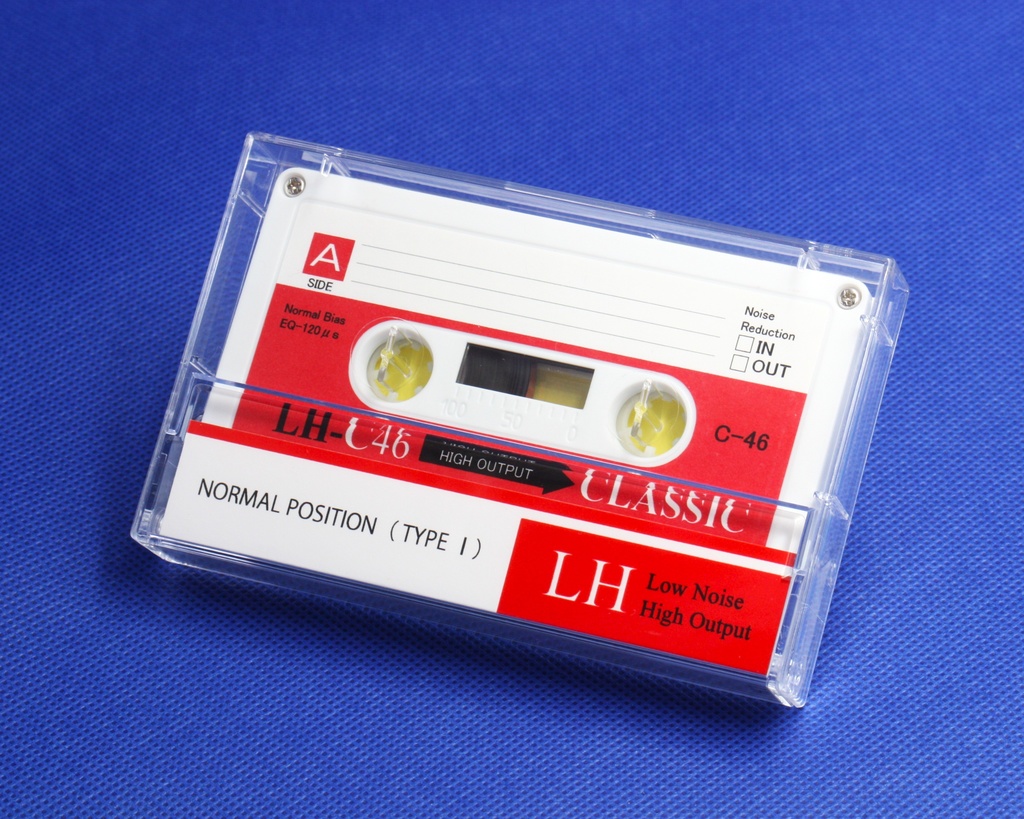 A
SIDE
Normal Bias
EQ-120μs
Noise
Reduction
IN
OUT
100 50 0
C-46
LH-C46
HIGH OUTPUT
CLASSIC
NORMAL POSITION (TYPE I)
LH
Low Noise
High Output